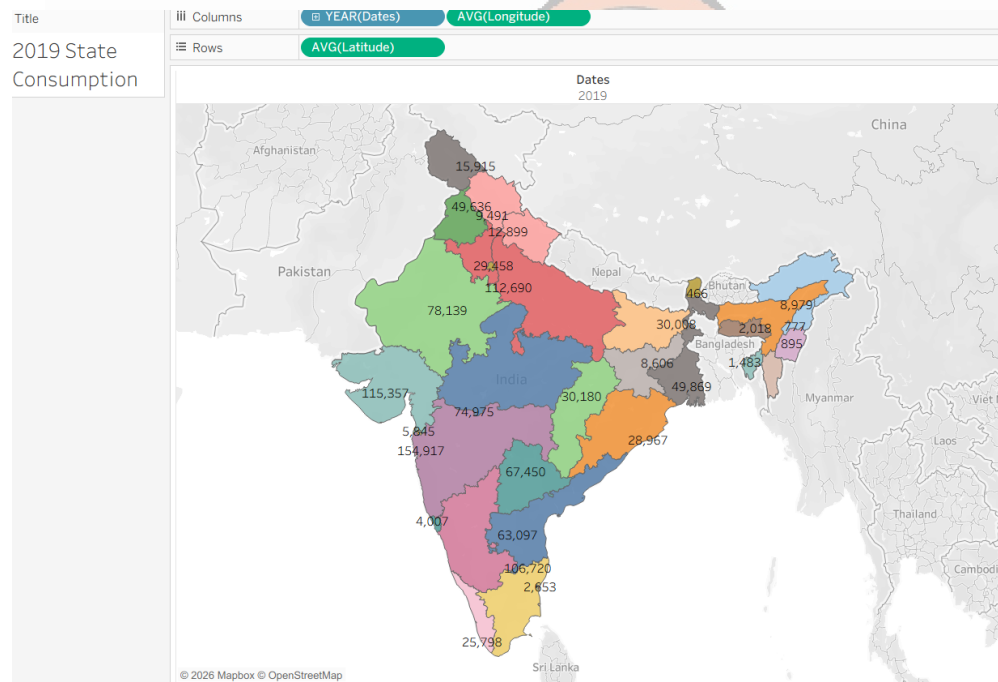 Title
2019 State
Consumption
Columns
YEAR(Dates)
AVG(Longitude)
Rows
AVG(Latitude)
Dates
2019
China
Afghanistan
15,915
49,636
9,491
12,899
Pakistan
29,458
Nepal
112,690
Bhutan
466
8,979
78,139
30,008
2,018
777
Bangladesh
895
8,606
1,483
India
49,869
115,357
30,180
Myanmar
74,975
Viet
5,845
28,967
Laos
154,917
67,450
Thailand
4,007
63,097
106,720
Cambodi
2,653
25,798
Sri Lanka
© 2026 Mapbox © OpenStreetMap